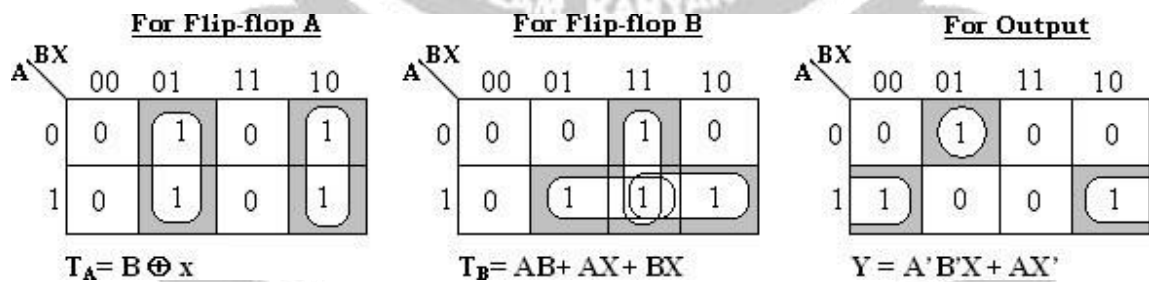 For Flip-flop A For Flip-flop B For Output
BX BX BX
A 00 01 11 10 A 00 01 11 10 A 00 01 11 10
0 0 1 0 1 0 0 0 1 0 0 0 1 0 0
1 0 1 0 1 1 0 1 1 1 1 1 0 0 1
T_A= B ⊕ x T_B= AB+ AX + BX Y = A’B’X + AX’